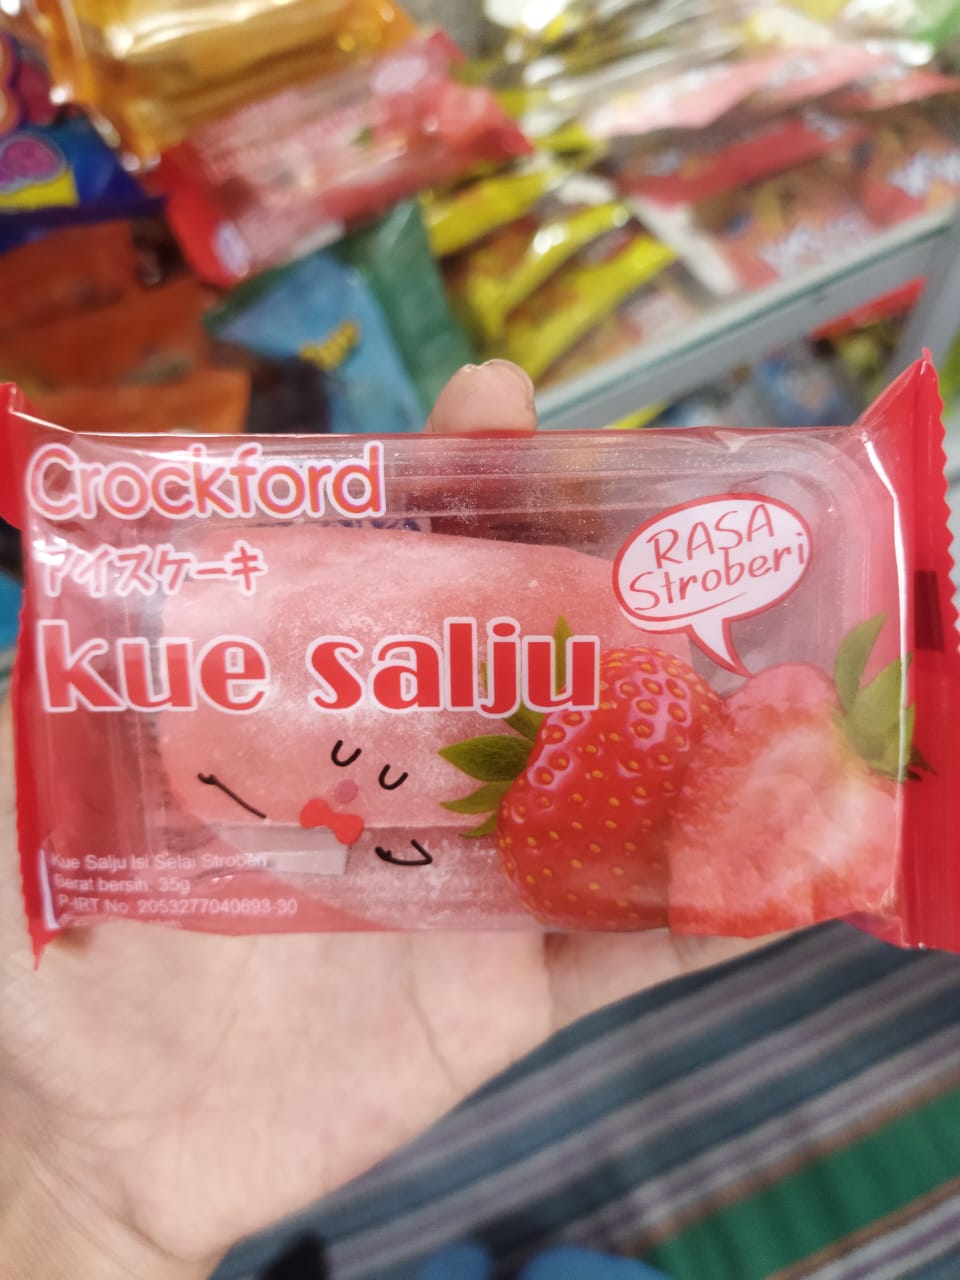 Crockford
アイスケーキ
kue salju
RASA
Stroberi
Kue Salju Isi Selai Stroberi
Berat bersih: 35g
P-IRT No. 2053277040693-30